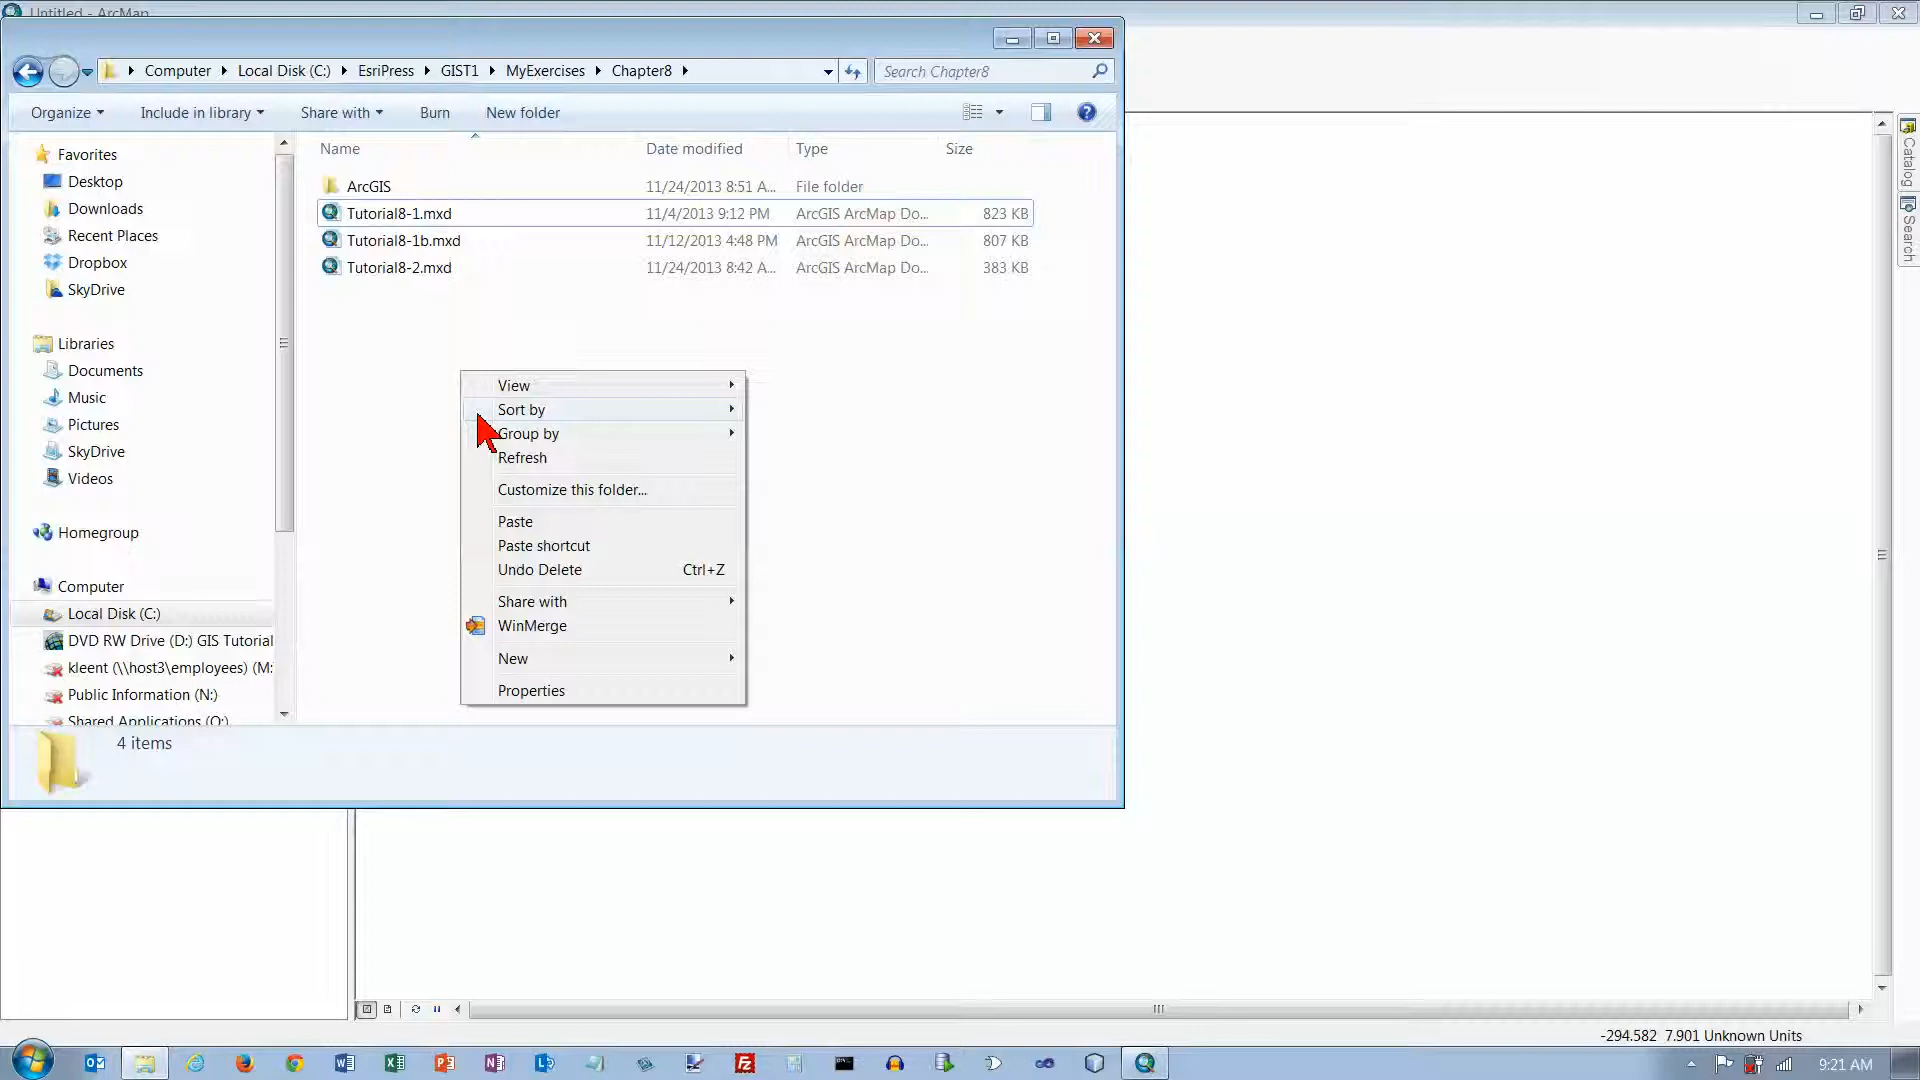 Untitled - ArcMap
Computer Local Disk (C:) EsriPress GIST1 MyExercises Chapter8
Search Chapter8
Organize Include in library Share with Burn New folder
Name Date modified Type Size
ArcGIS 11/24/2013 8:51 A... File folder
Tutorial8-1.mxd 11/4/2013 9:12 PM ArcGIS ArcMap Do... 823 KB
Tutorial8-1b.mxd 11/12/2013 4:48 PM ArcGIS ArcMap Do... 807 KB
Tutorial8-2.mxd 11/24/2013 8:42 A... ArcGIS ArcMap Do... 383 KB
Favorites
Desktop
Downloads
Recent Places
Dropbox
SkyDrive
Libraries
Documents
Music
Pictures
SkyDrive
Videos
Homegroup
Computer
Local Disk (C:)
DVD RW Drive (D:) GIS Tutorial
kleent (\\host3\employees) (M:
Public Information (N:)
Shared Applications (O:)
View
Sort by
Group by
Refresh
Customize this folder...
Paste
Paste shortcut
Undo Delete Ctrl+Z
Share with
WinMerge
New
Properties
4 items
Catalog
Search
-294.582 7.901 Unknown Units
9:21 AM